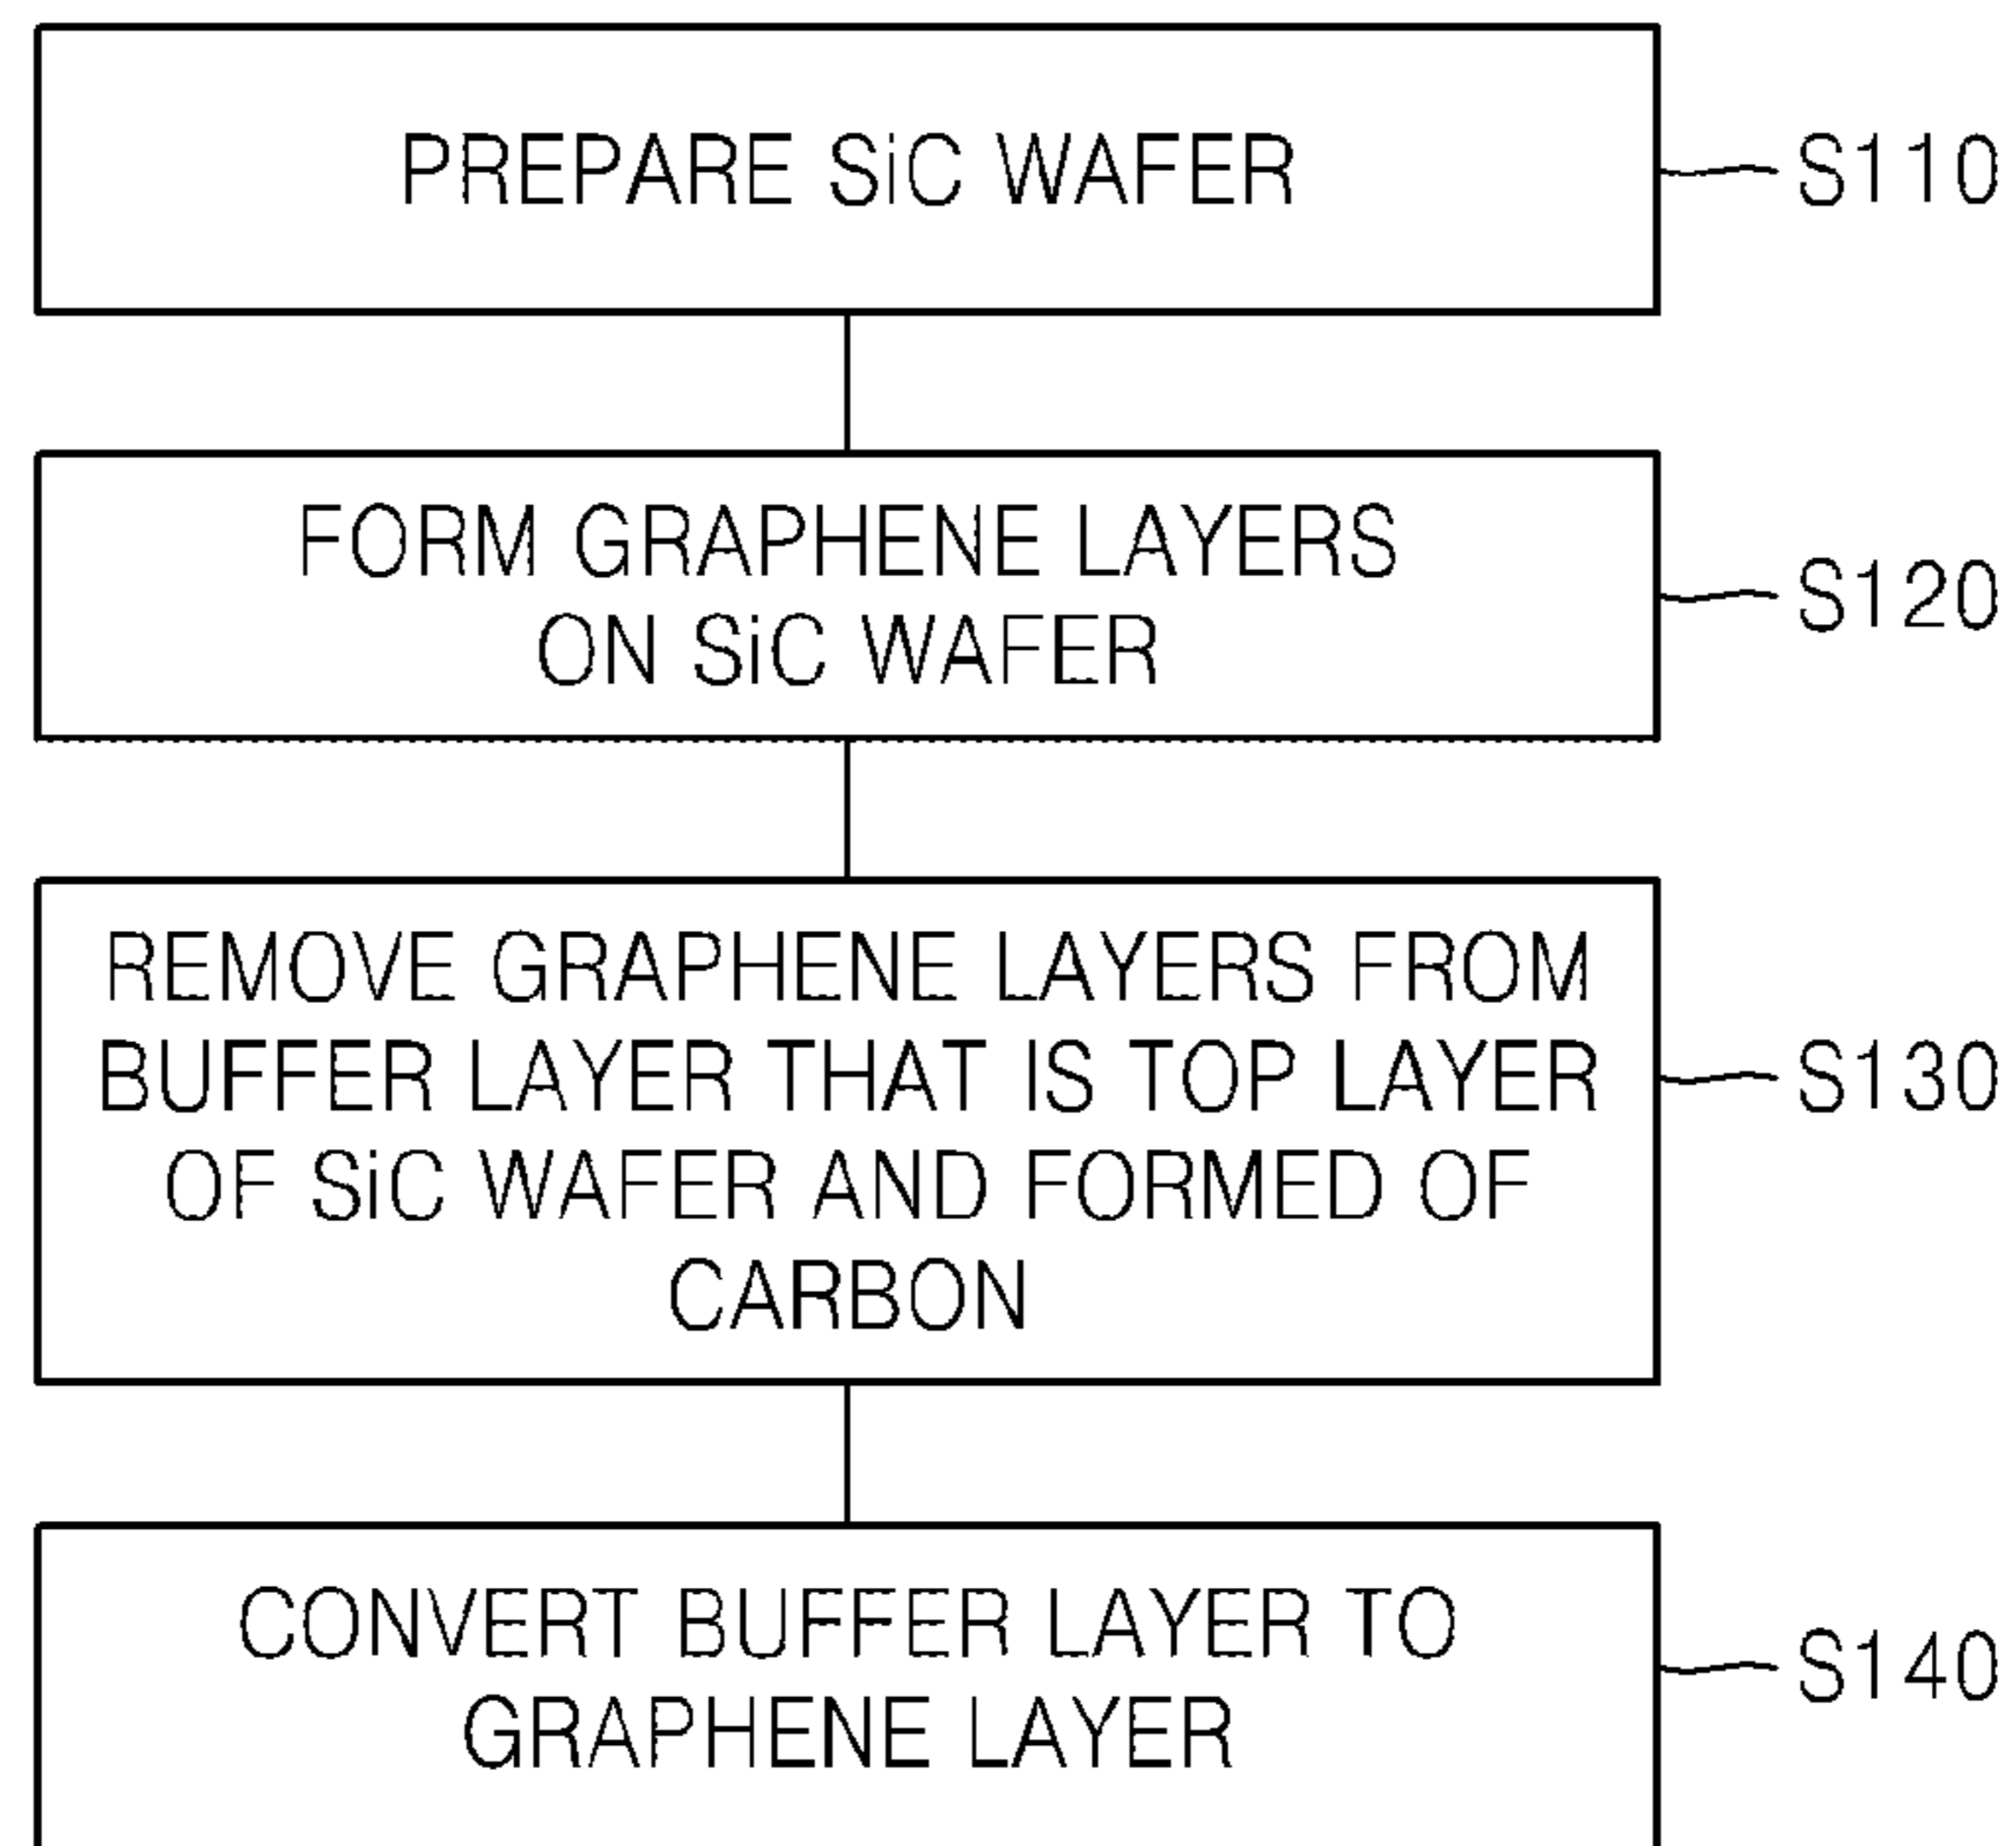 PREPARE SiC WAFER
S110
FORM GRAPHENE LAYERS
ON SiC WAFER
S120
REMOVE GRAPHENE LAYERS FROM
BUFFER LAYER THAT IS TOP LAYER
OF SiC WAFER AND FORMED OF
CARBON
S130
CONVERT BUFFER LAYER TO
GRAPHENE LAYER
S140